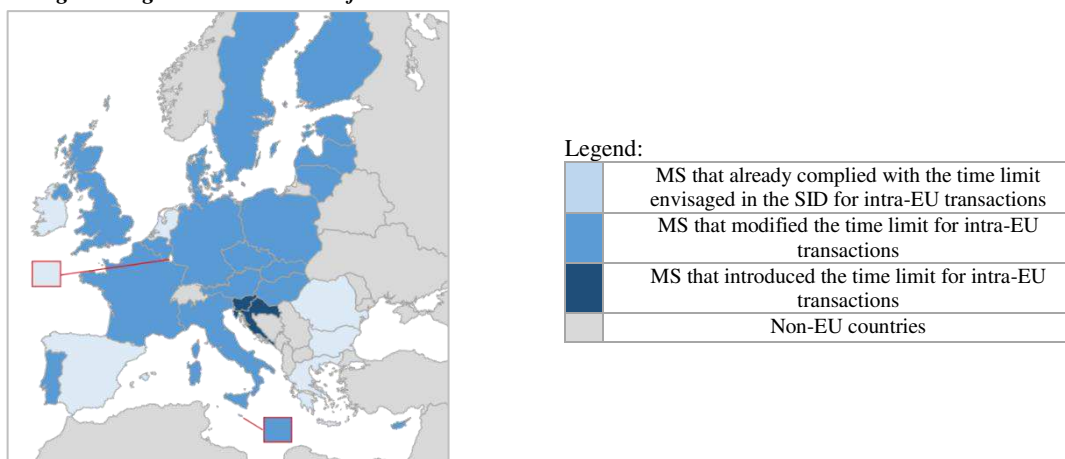 Legend:
MS that already complied with the time limit
envisaged in the SID for intra-EU transactions
MS that modified the time limit for intra-EU
transactions
MS that introduced the time limit for intra-EU
transactions
Non-EU countries